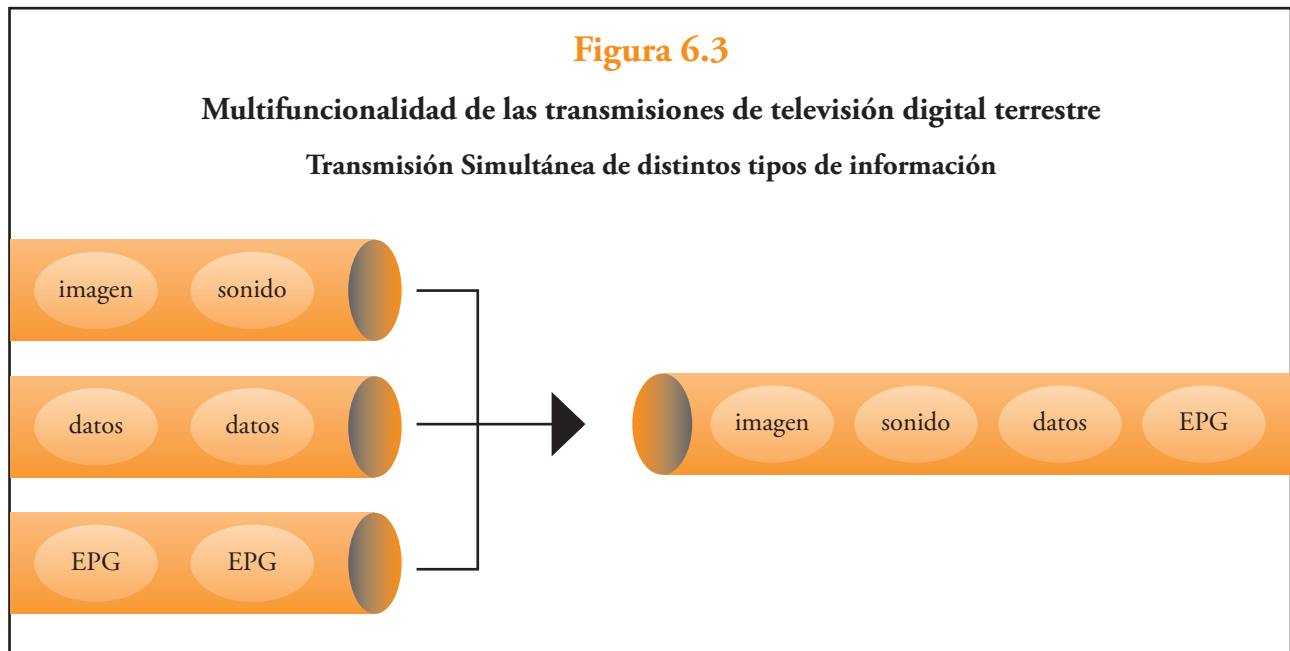 Figura 6.3
Multifuncionalidad de las transmisiones de televisión digital terrestre
Transmisión Simultánea de distintos tipos de información
imagen sonido
datos datos
EPG EPG
imagen sonido datos EPG